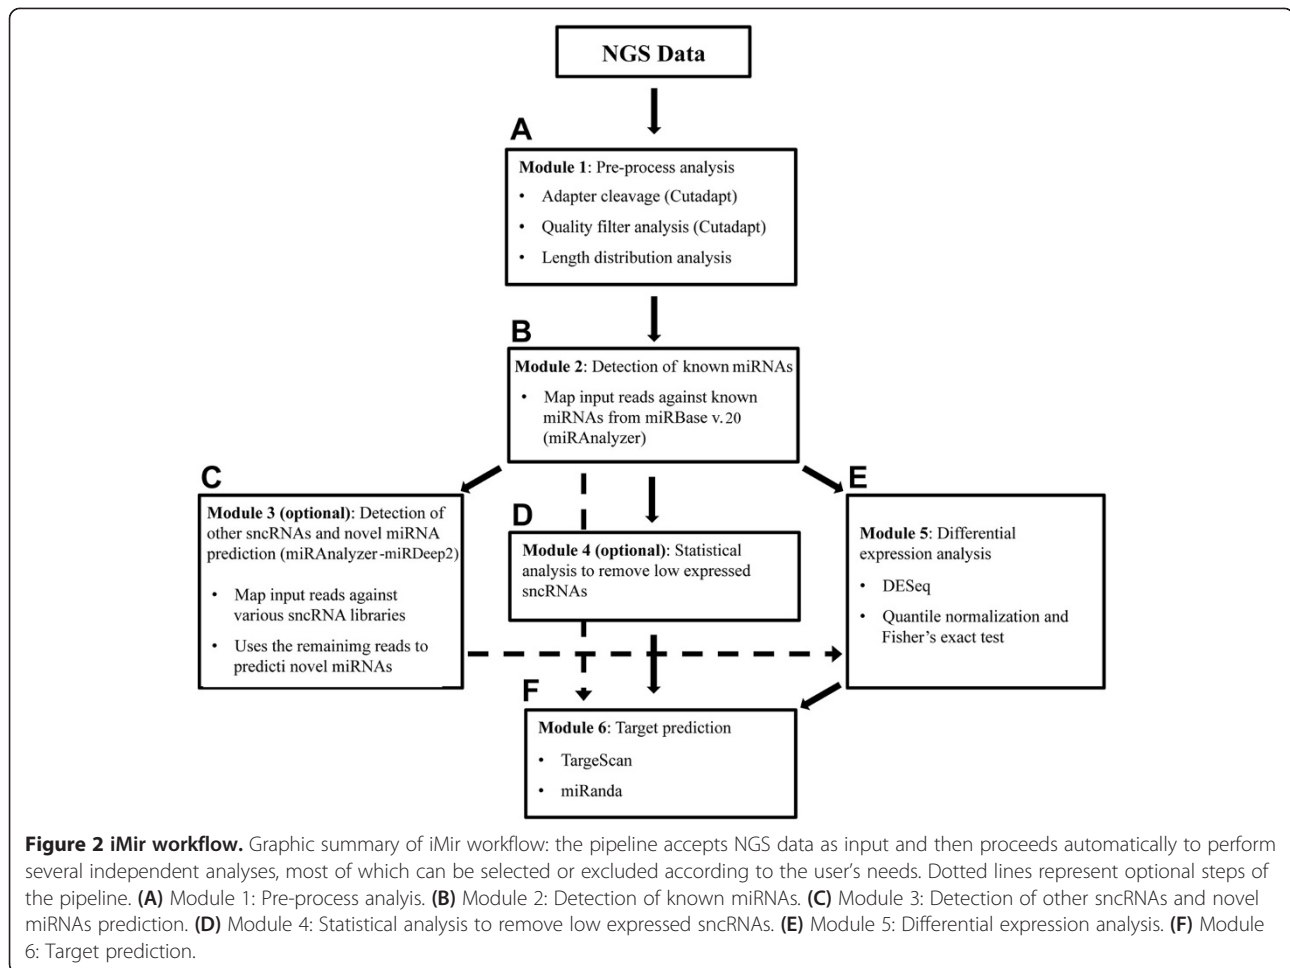 NGS Data
A
Module 1: Pre-process analysis
• Adapter cleavage (Cutadapt)
• Quality filter analysis (Cutadapt)
• Length distribution analysis
B
Module 2: Detection of known miRNAs
• Map input reads against known
miRNAs from miRBase v.20
(miRAnalyzer)
C
Module 3 (optional): Detection of
other sncRNAs and novel miRNA
prediction (miRAnalyzer-miRDeep2)
• Map input reads against
various sncRNA libraries
• Uses the remainimg reads to
predicti novel miRNAs
D
Module 4 (optional): Statistical
analysis to remove low expressed
sncRNAs
E
Module 5: Differential
expression analysis
• DESeq
• Quantile normalization and
Fisher's exact test
F
Module 6: Target prediction
• TargeScan
• miRanda
Figure 2 iMir workflow. Graphic summary of iMir workflow: the pipeline accepts NGS data as input and then proceeds automatically to perform
several independent analyses, most of which can be selected or excluded according to the user's needs. Dotted lines represent optional steps of
the pipeline. (A) Module 1: Pre-process analyis. (B) Module 2: Detection of known miRNAs. (C) Module 3: Detection of other sncRNAs and novel
miRNAs prediction. (D) Module 4: Statistical analysis to remove low expressed sncRNAs. (E) Module 5: Differential expression analysis. (F) Module
6: Target prediction.